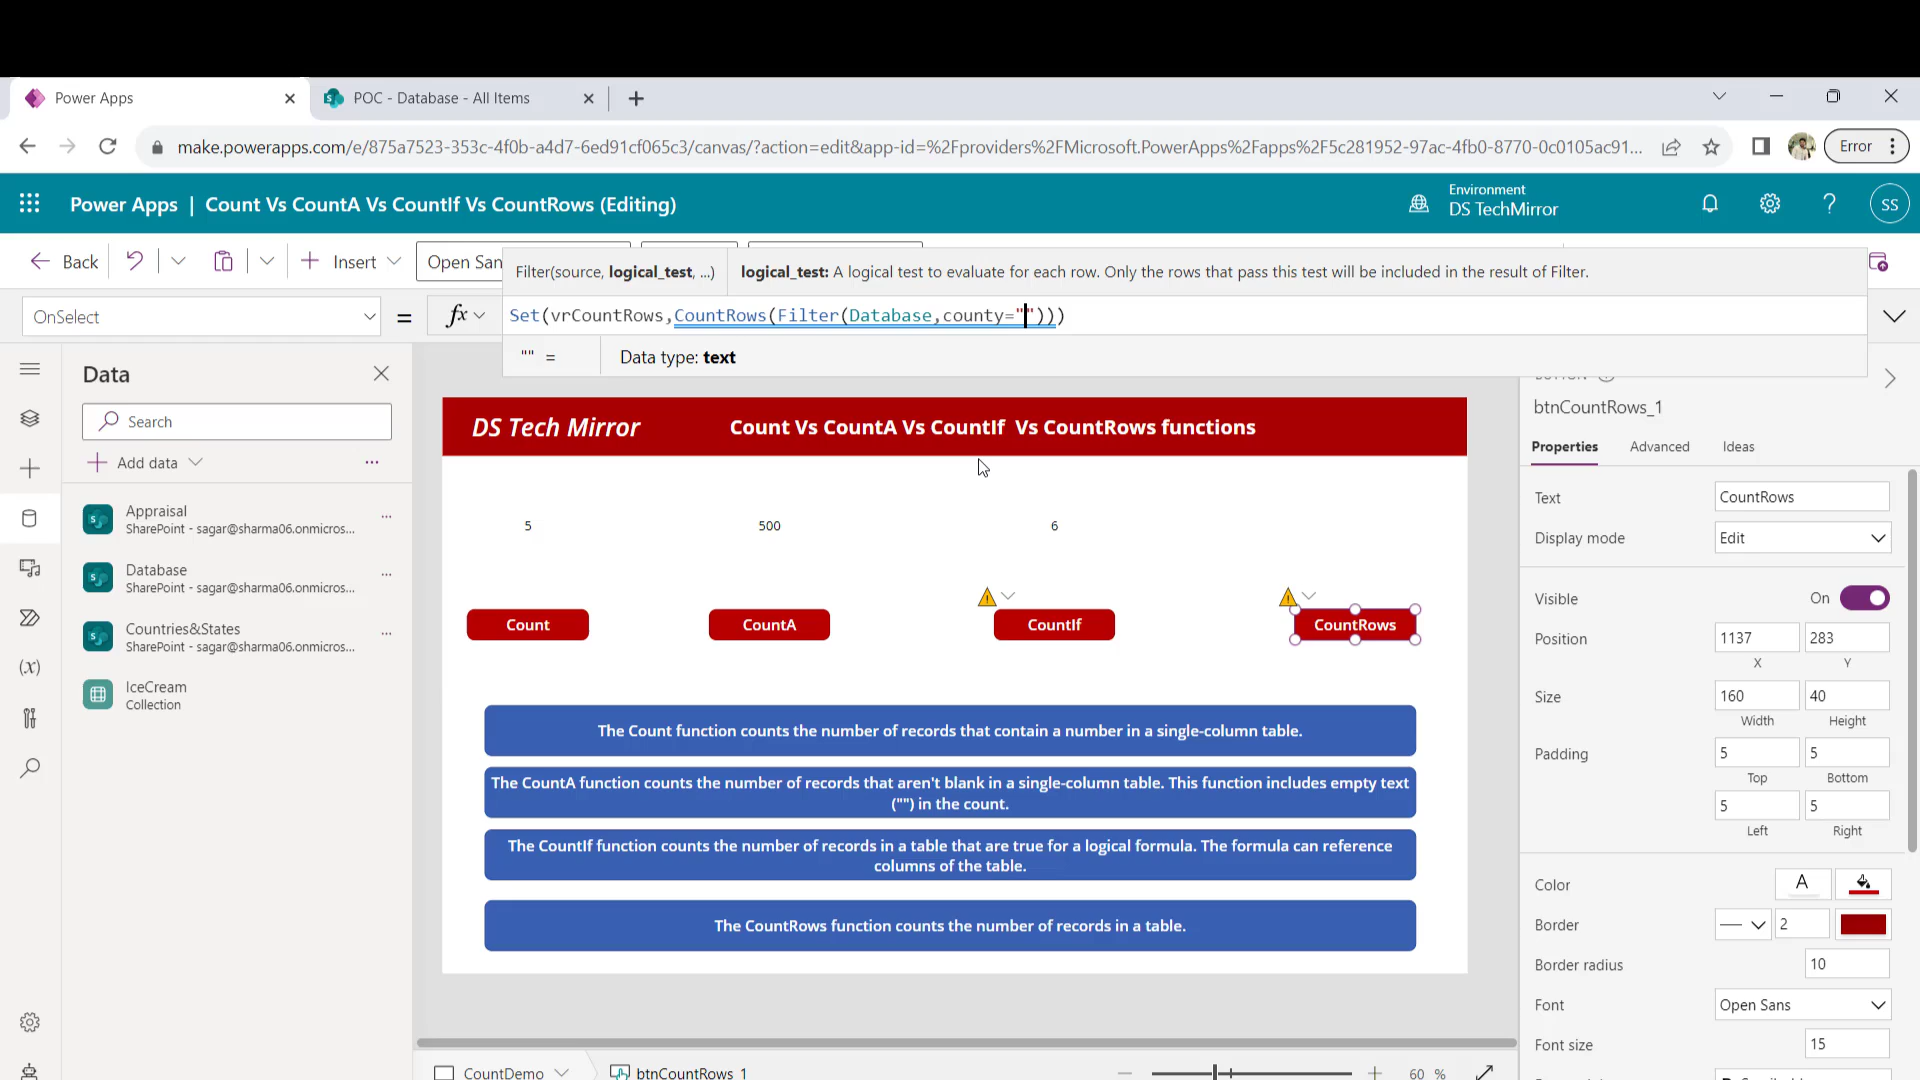 Power Apps
POC - Database - All Items
make.powerapps.com/e/875a7523-353c-4f0b-a4d7-6ed91cf065c3/canvas/?action=edit&app-id=%2Fproviders%2FMicrosoft.PowerApps%2Fapps%2F5c281952-97ac-4fb0-8770-0c0105ac91...
Error
Power Apps | Count Vs CountA Vs CountIf Vs CountRows (Editing)
Environment
DS TechMirror
SS
Back
Insert
Open San
Filter(source, logical_test, ...)
logical_test: A logical test to evaluate for each row. Only the rows that pass this test will be included in the result of Filter.
OnSelect
=
fx
Set(vrCountRows,CountRows(Filter(Database,county="")))
"" =
Data type: text
Data
Search
Add data
Appraisal
SharePoint - sagar@sharma06.onmicros...
Database
SharePoint - sagar@sharma06.onmicros...
Countries&States
SharePoint - sagar@sharma06.onmicros...
IceCream
Collection
DS Tech Mirror
Count Vs CountA Vs CountIf Vs CountRows functions
5
500
6
Count
CountA
CountIf
CountRows
The Count function counts the number of records that contain a number in a single-column table.
The CountA function counts the number of records that aren't blank in a single-column table. This function includes empty text
("") in the count.
The CountIf function counts the number of records in a table that are true for a logical formula. The formula can reference
columns of the table.
The CountRows function counts the number of records in a table.
btnCountRows_1
Properties
Advanced
Ideas
Text
CountRows
Display mode
Edit
Visible
On
Position
1137
283
X
Y
Size
160
40
Width
Height
Padding
5
5
Top
Bottom
5
5
Left
Right
Color
A
Border
2
Border radius
10
Font
Open Sans
Font size
15
CountDemo
btnCountRows_1
60 %